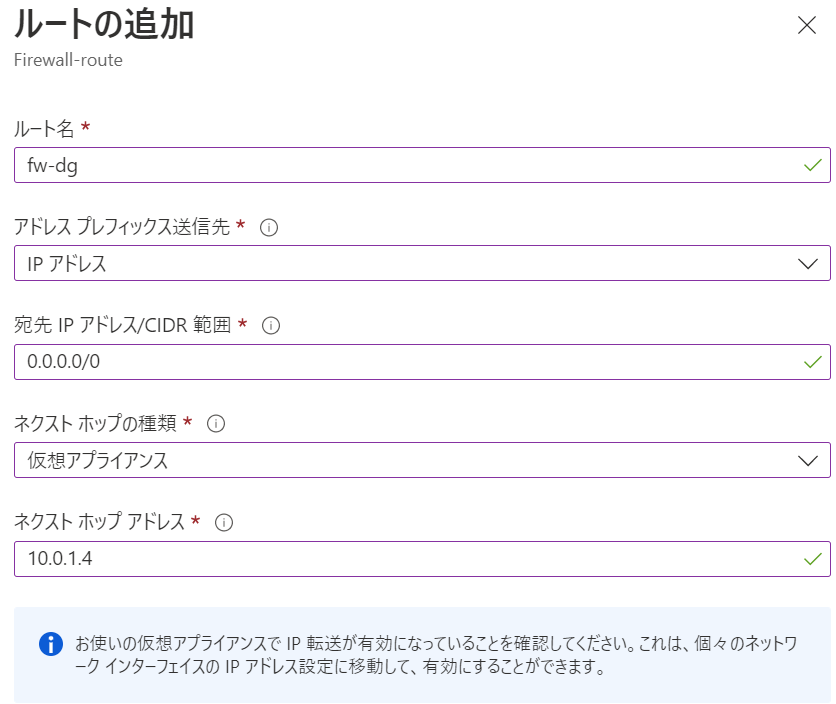 ルートの追加
Firewall-route
ルート名 *
fw-dg
アドレス プレフィックス送信先 *
IP アドレス
宛先 IP アドレス/CIDR 範囲 *
0.0.0.0/0
ネクスト ホップの種類 *
仮想アプライアンス
ネクスト ホップ アドレス *
10.0.1.4
お使いの仮想アプライアンスで IP 転送が有効になっていることを確認してください。これは、個々のネットワ
ーク インターフェイスの IP アドレス設定に移動して、有効にすることができます。